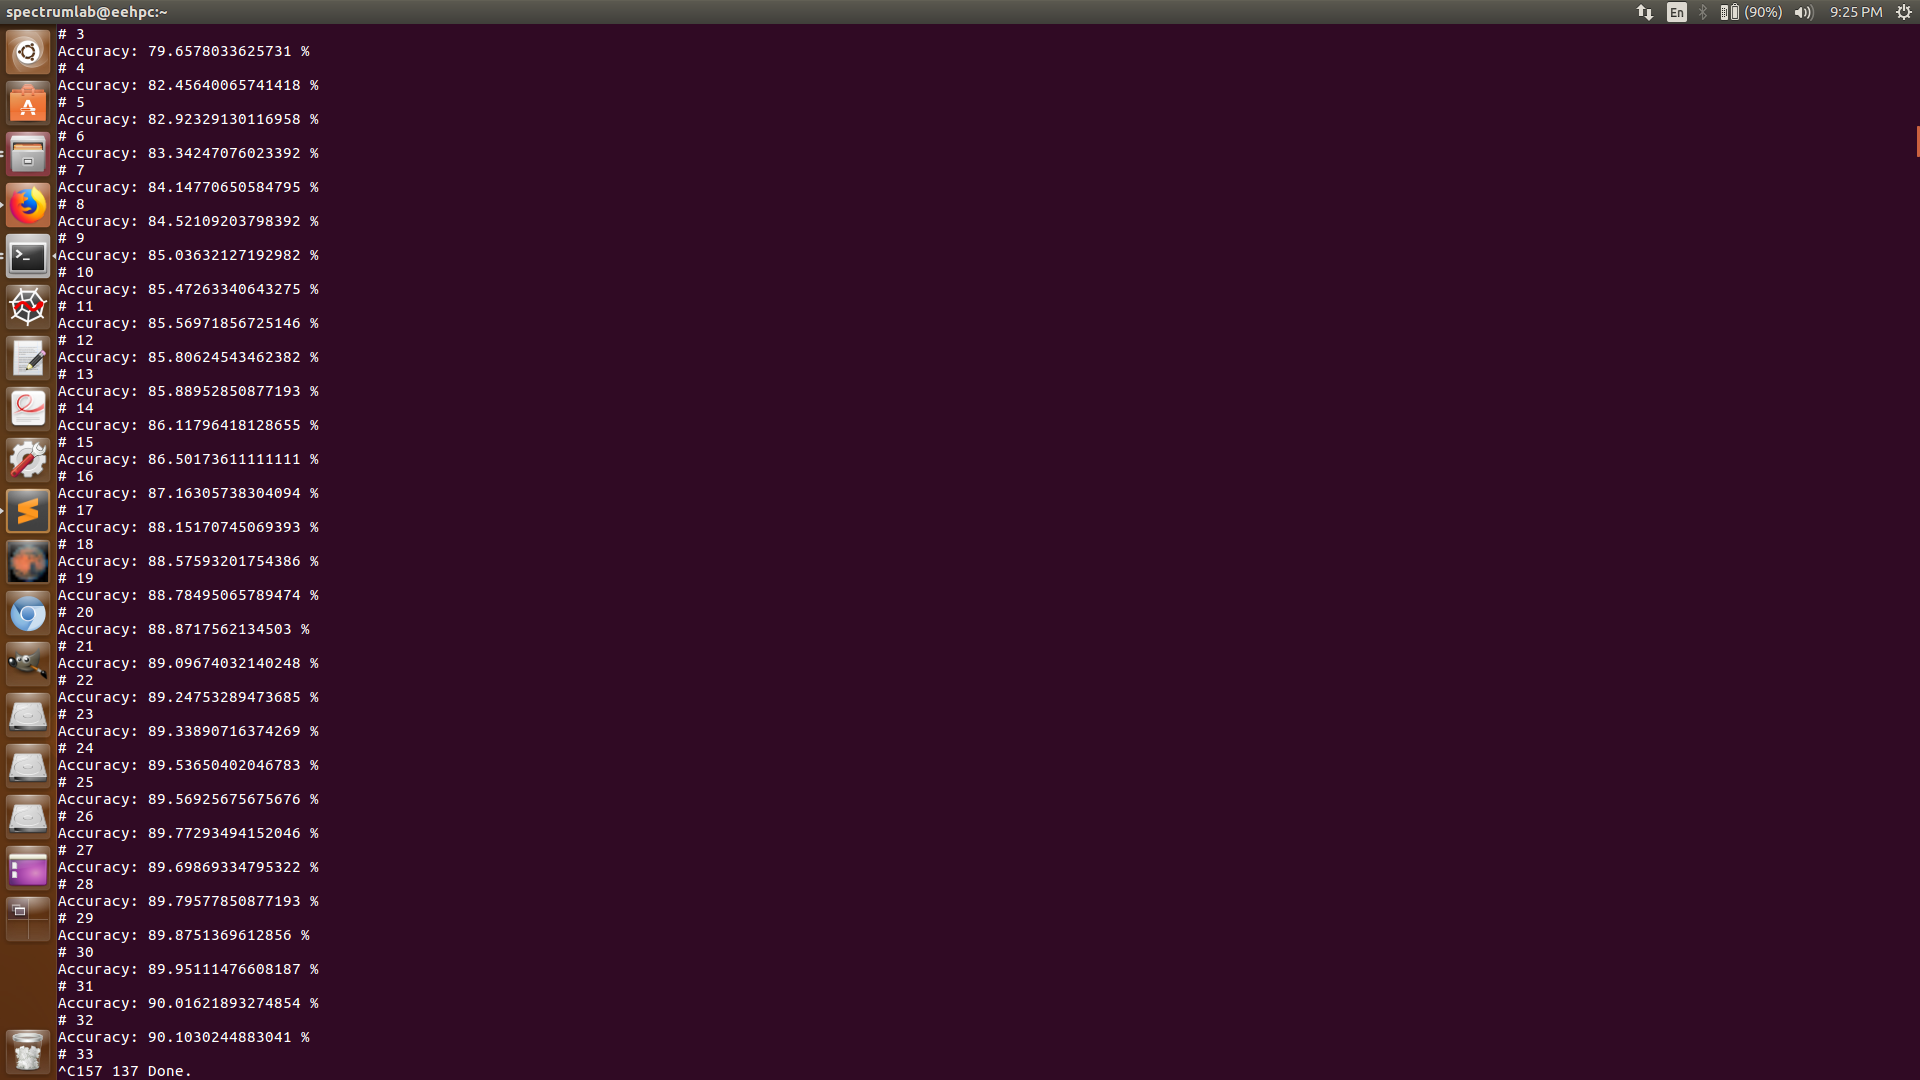 spectrumlab@eehpc:~ En (90%) 9:25 PM
# 3
Accuracy: 79.6578033625731 %
# 4
Accuracy: 82.45640065741418 %
# 5
Accuracy: 82.92329130116958 %
# 6
Accuracy: 83.34247076023392 %
# 7
Accuracy: 84.14770650584795 %
# 8
Accuracy: 84.52109203798392 %
# 9
Accuracy: 85.03632127192982 %
# 10
Accuracy: 85.47263340643275 %
# 11
Accuracy: 85.56971856725146 %
# 12
Accuracy: 85.80624543462382 %
# 13
Accuracy: 85.88952850877193 %
# 14
Accuracy: 86.11796418128655 %
# 15
Accuracy: 86.50173611111111 %
# 16
Accuracy: 87.16305738304094 %
# 17
Accuracy: 88.15170745069393 %
# 18
Accuracy: 88.57593201754386 %
# 19
Accuracy: 88.78495065789474 %
# 20
Accuracy: 88.8717562134503 %
# 21
Accuracy: 89.09674032140248 %
# 22
Accuracy: 89.24753289473685 %
# 23
Accuracy: 89.33890716374269 %
# 24
Accuracy: 89.53650402046783 %
# 25
Accuracy: 89.56925675675676 %
# 26
Accuracy: 89.77293494152046 %
# 27
Accuracy: 89.69869334795322 %
# 28
Accuracy: 89.79577850877193 %
# 29
Accuracy: 89.8751369612856 %
# 30
Accuracy: 89.95111476608187 %
# 31
Accuracy: 90.01621893274854 %
# 32
Accuracy: 90.1030244883041 %
# 33
^C157 137 Done.